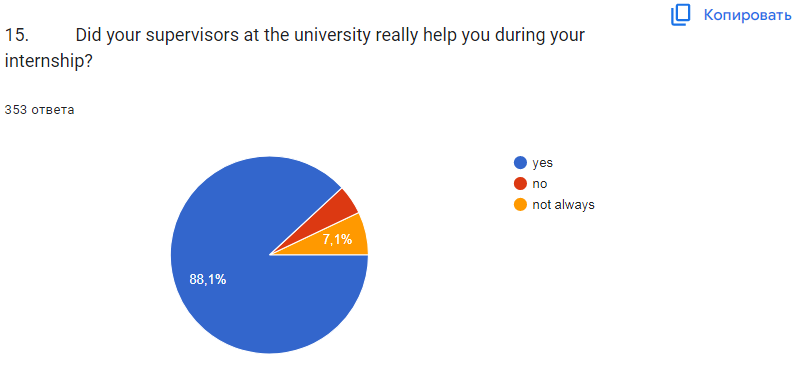 Копировать
15. Did your supervisors at the university really help you during your
internship?
353 ответа
yes
no
not always
7,1%
88,1%